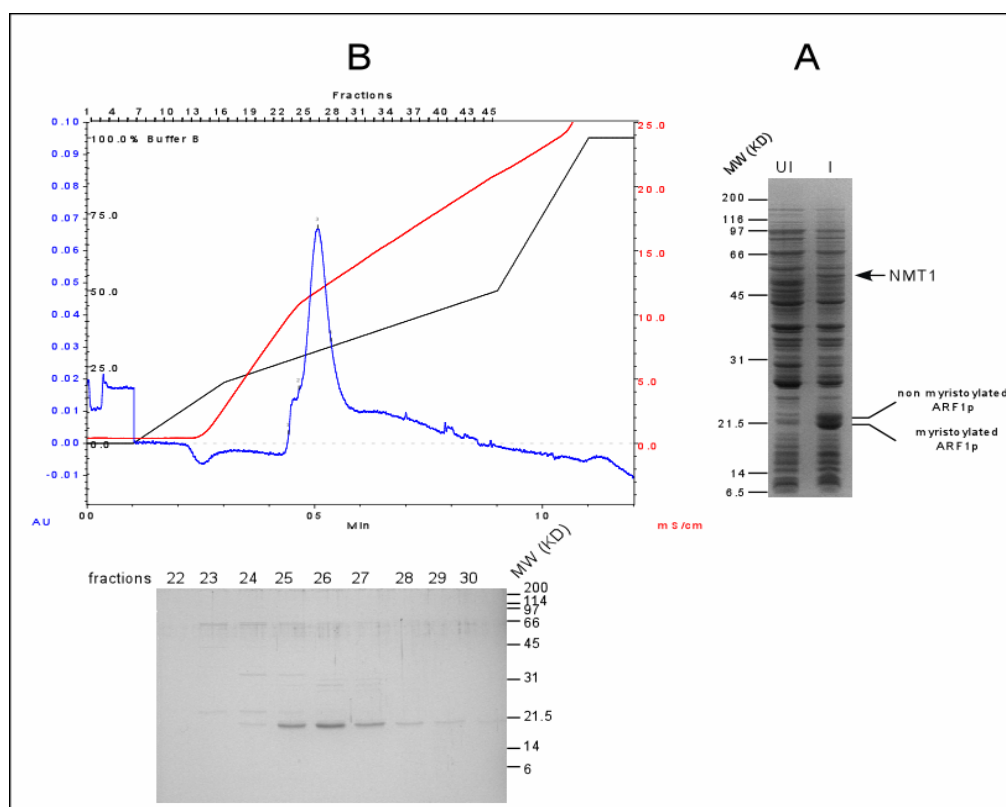 B
A
Fractions
1 4 7 10 13 16 19 22 25 28 31 34 37 40 43 45
0.10
0.09
0.08
0.07
0.06
0.05
0.04
0.03
0.02
0.01
0.00
-0.01
100.0% Buffer B
75.0
50.0
25.0
0.0
25.0
20.0
15.0
10.0
5.0
0.0
AU
00 05 10
Min
mS/cm
MW (KD)
UI I
200
116
97
66
45
31
21.5
14
6.5
NMT1
non myristoylated
ARF1p
myristoylated
ARF1p
fractions 22 23 24 25 26 27 28 29 30
MW (KD)
200
114
97
66
45
31
21.5
14
6